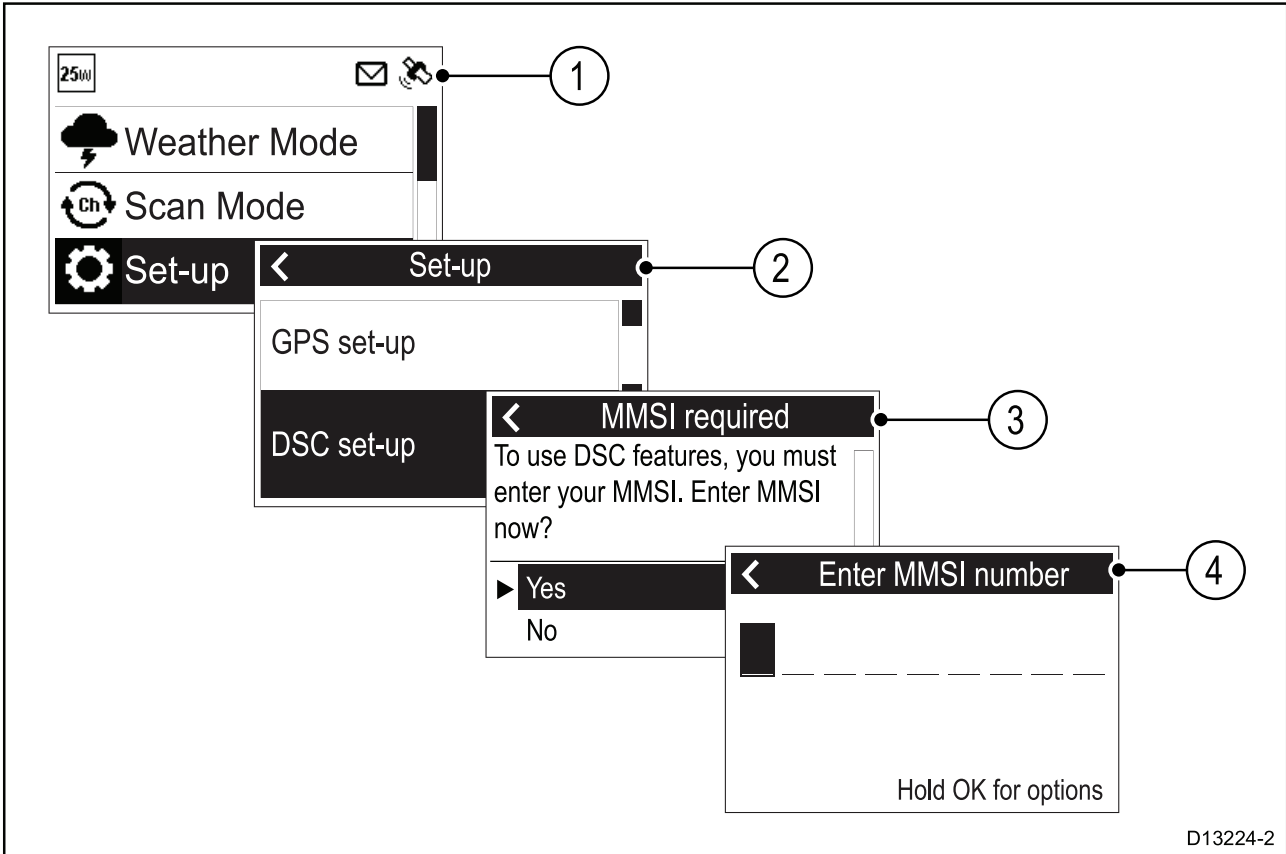 25W
1
Weather Mode
Ch
Scan Mode
Set-up
Set-up
2
GPS set-up
DSC set-up
MMSI required
3
To use DSC features, you must
enter your MMSI. Enter MMSI
now?
Yes
No
Enter MMSI number
4
Hold OK for options
D13224-2